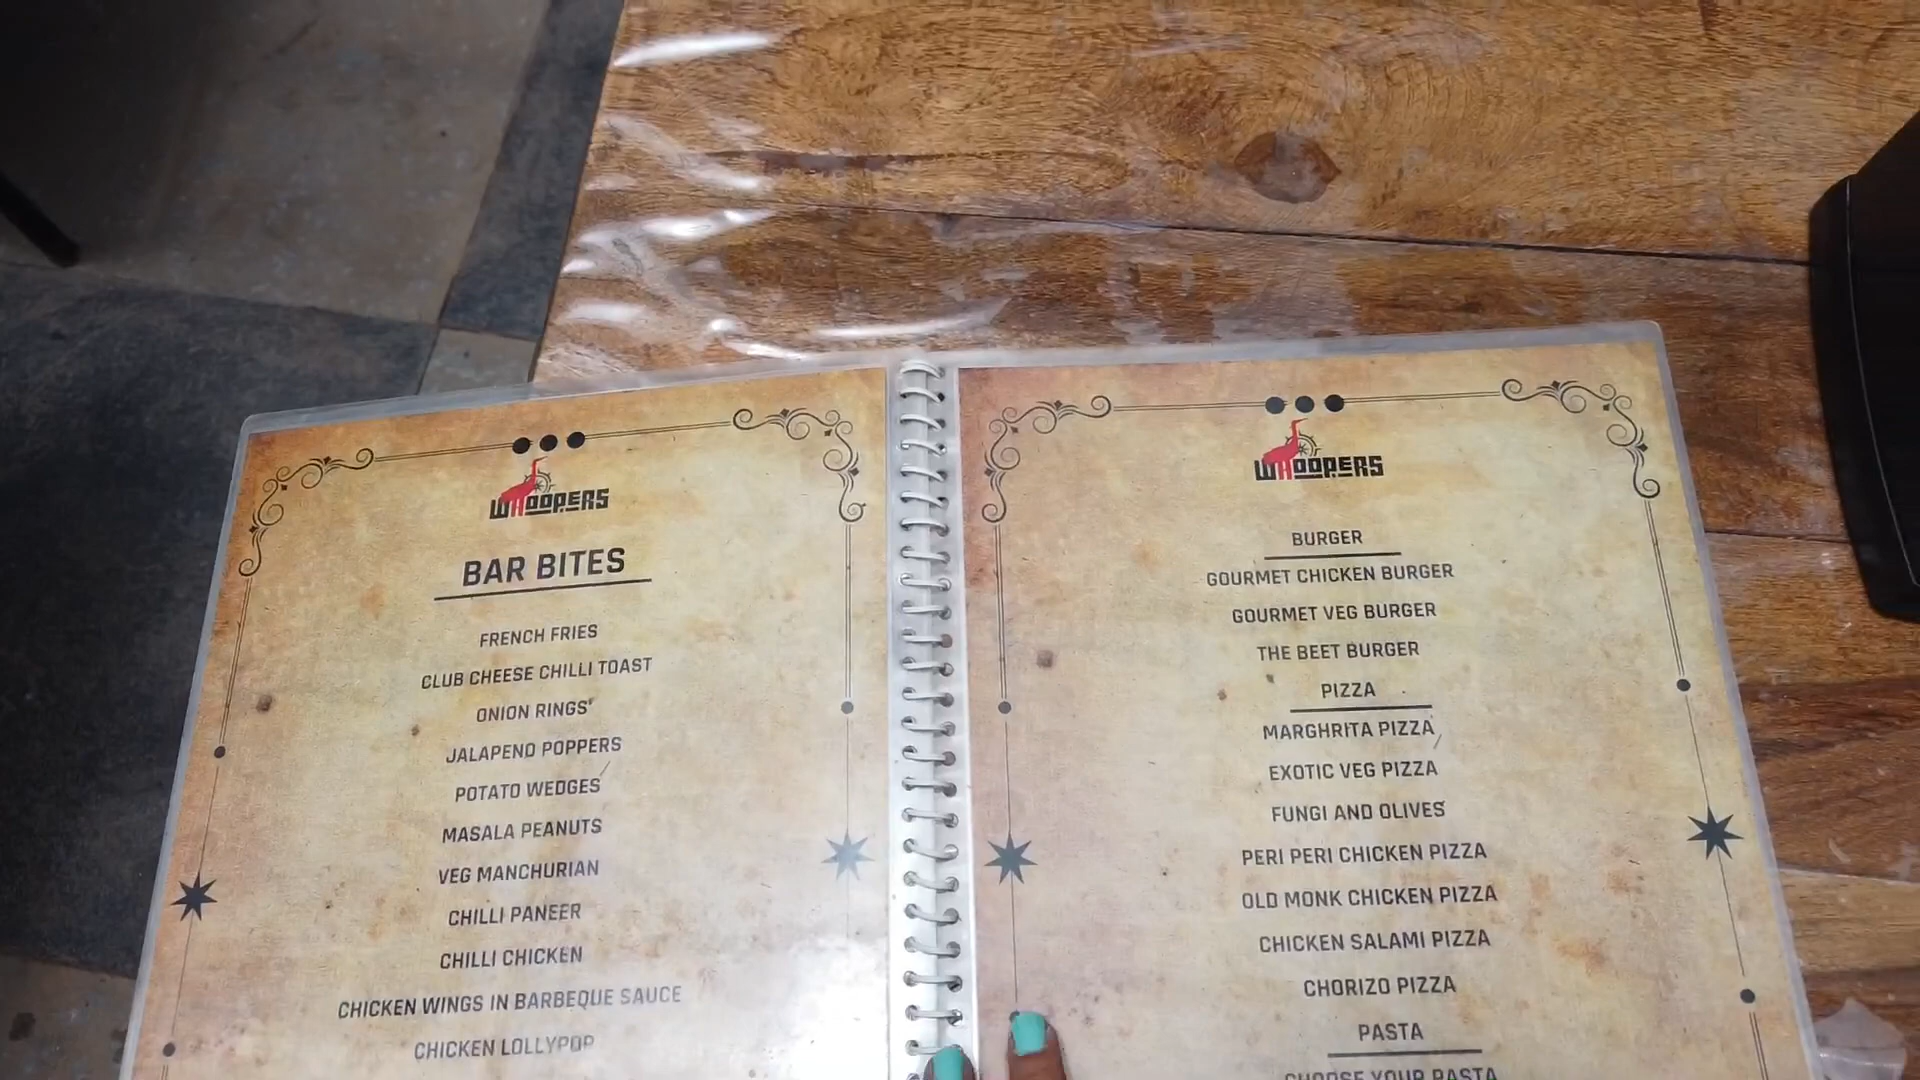 WHOOPERS
BAR BITES
FRENCH FRIES
CLUB CHEESE CHILLI TOAST
ONION RINGS
JALAPENO POPPERS
POTATO WEDGES
MASALA PEANUTS
VEG MANCHURIAN
CHILLI PANEER
CHILLI CHICKEN
CHICKEN WINGS IN BARBEQUE SAUCE
CHICKEN LOLLYPOP
WHOOPERS
BURGER
GOURMET CHICKEN BURGER
GOURMET VEG BURGER
THE BEET BURGER
PIZZA
MARGHRITA PIZZA
EXOTIC VEG PIZZA
FUNGI AND OLIVES
PERI PERI CHICKEN PIZZA
OLD MONK CHICKEN PIZZA
CHICKEN SALAMI PIZZA
CHORIZO PIZZA
PASTA
CHOOSE YOUR PASTA